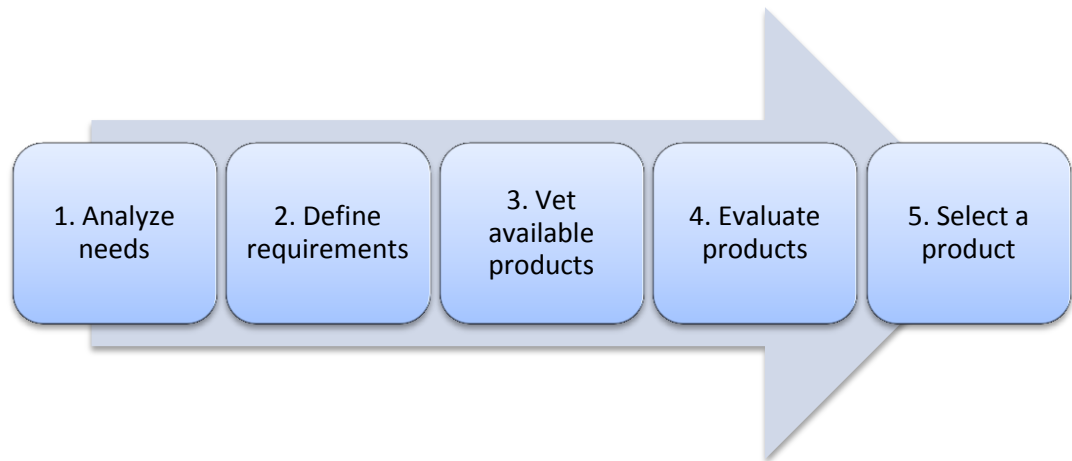 1. Analyze
needs
2. Define
requirements
3. Vet
available
products
4. Evaluate
products
5. Select a
product